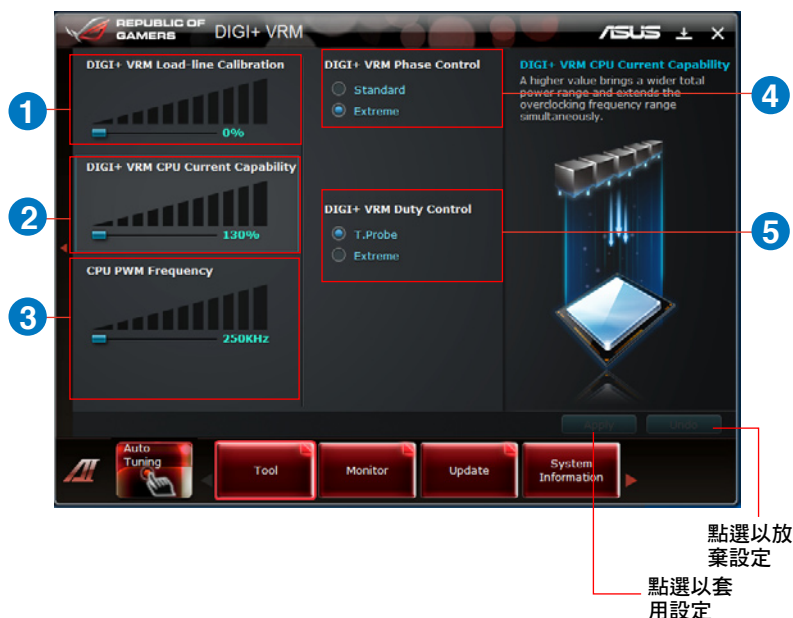 REPUBLIC OF
GAMERS
DIGI+ VRM
ASUS
DIGI+ VRM Load-line Calibration
0%
1
DIGI+ VRM CPU Current Capability
130%
2
CPU PWM Frequency
250KHz
3
DIGI+ VRM Phase Control
Standard
Extreme
4
DIGI+ VRM Duty Control
T.Probe
Extreme
5
DIGI+ VRM CPU Current Capability
A higher value brings a wider total
power range and extends the
overclocking frequency range
simultaneously.
Apply
Undo
Auto
Tuning
Tool
Monitor
Update
System
Information
點選以放
棄設定
點選以套
用設定